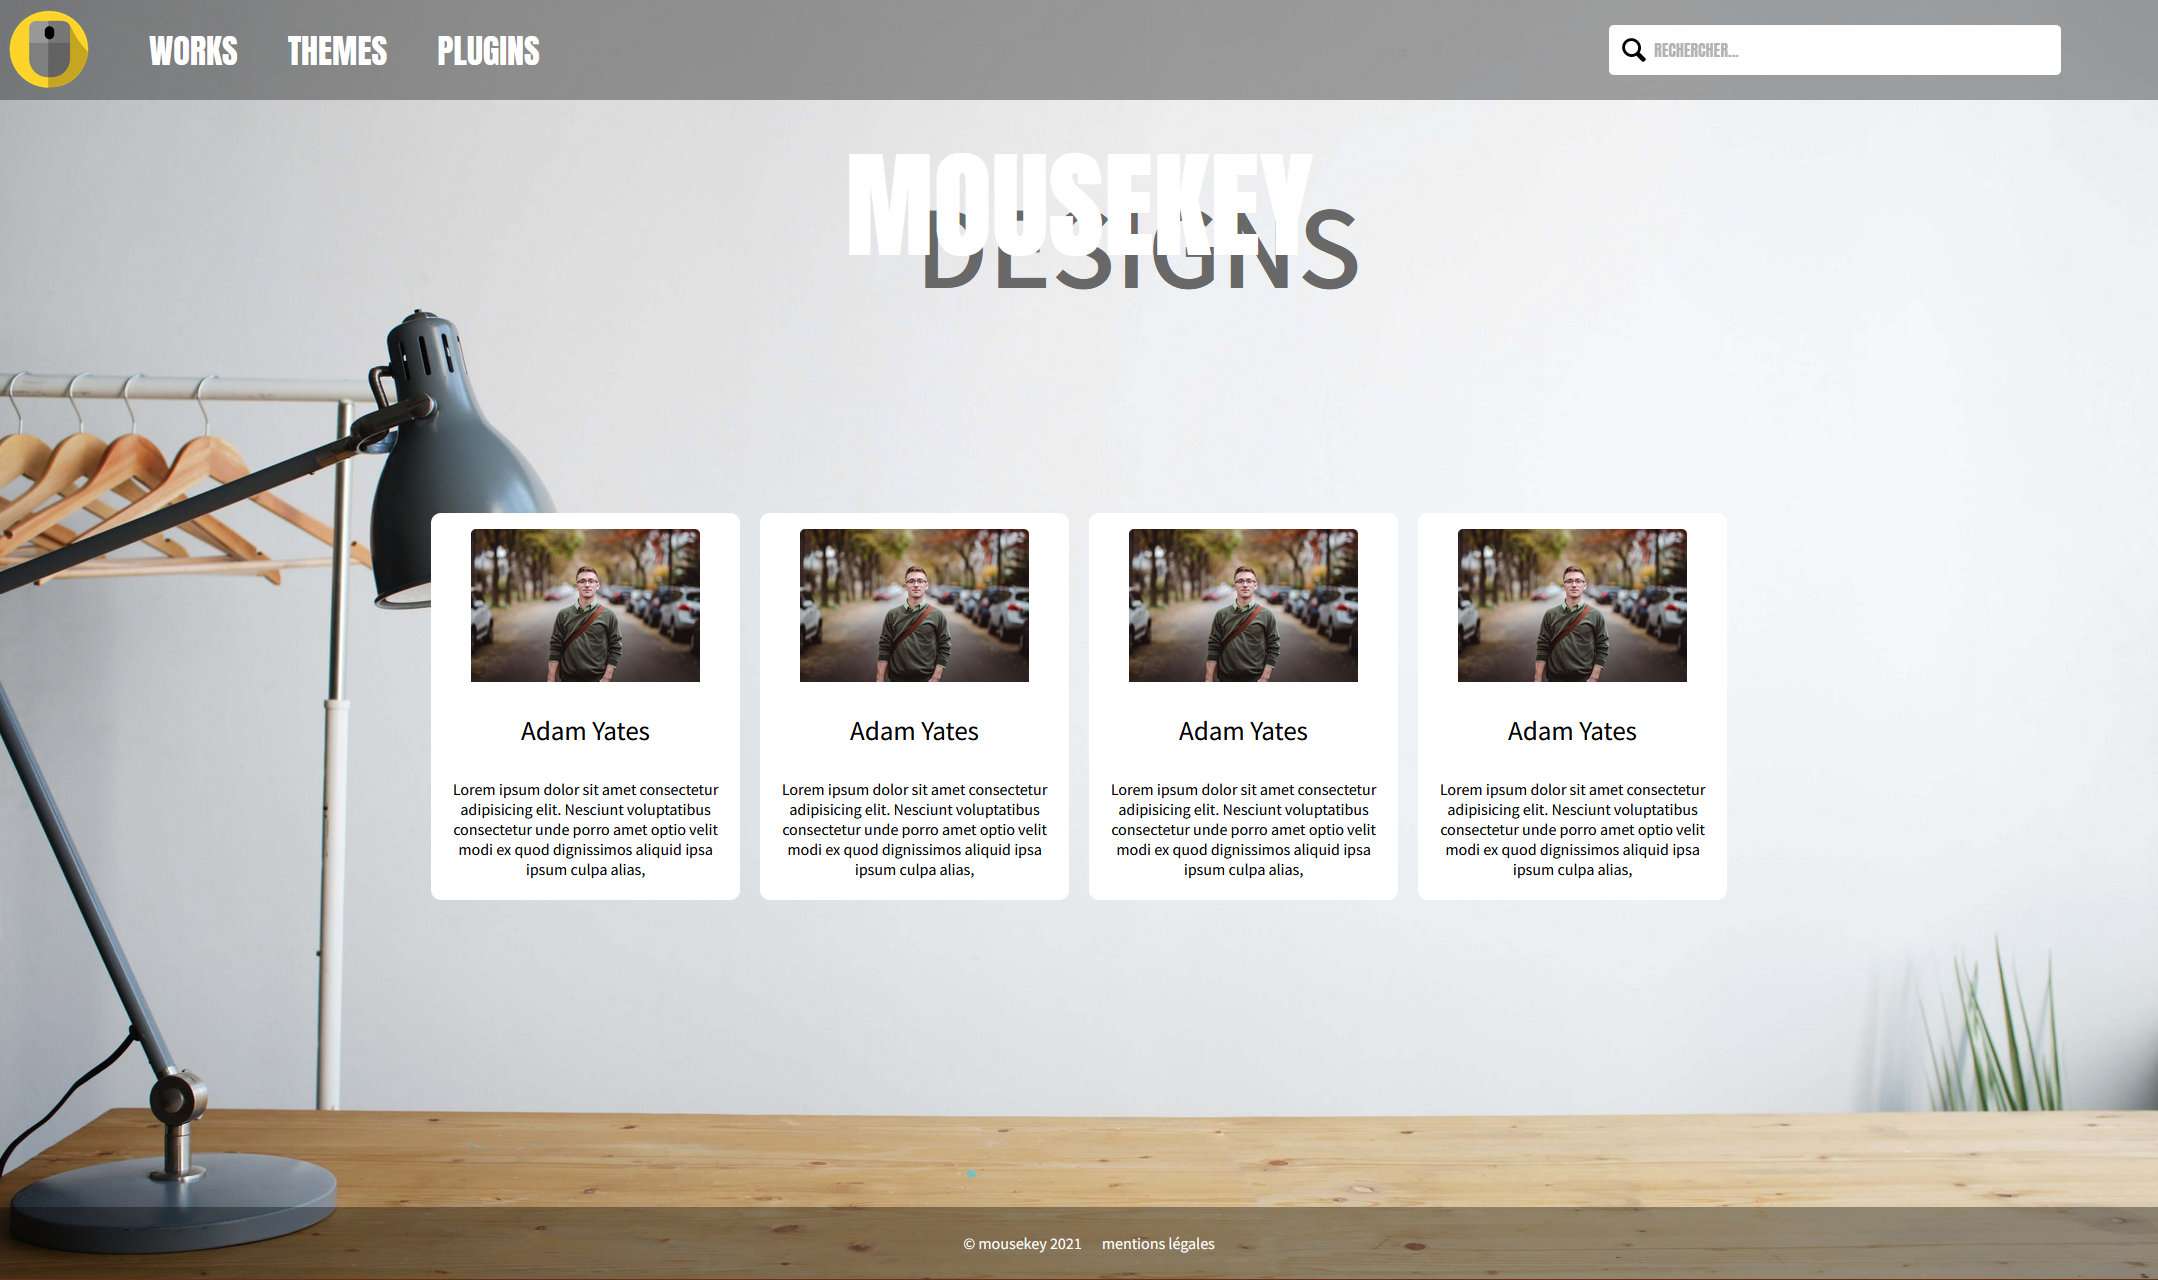 WORKS THEMES PLUGINS RECHERCHER...
MOUSEKEY
DESIGNS
Adam Yates
Lorem ipsum dolor sit amet consectetur
adipisicing elit. Nesciunt voluptatibus
consectetur unde porro amet optio velit
modi ex quod dignissimos aliquid ipsa
ipsum culpa alias,
Adam Yates
Lorem ipsum dolor sit amet consectetur
adipisicing elit. Nesciunt voluptatibus
consectetur unde porro amet optio velit
modi ex quod dignissimos aliquid ipsa
ipsum culpa alias,
Adam Yates
Lorem ipsum dolor sit amet consectetur
adipisicing elit. Nesciunt voluptatibus
consectetur unde porro amet optio velit
modi ex quod dignissimos aliquid ipsa
ipsum culpa alias,
Adam Yates
Lorem ipsum dolor sit amet consectetur
adipisicing elit. Nesciunt voluptatibus
consectetur unde porro amet optio velit
modi ex quod dignissimos aliquid ipsa
ipsum culpa alias,
© mousekey 2021 mentions légales